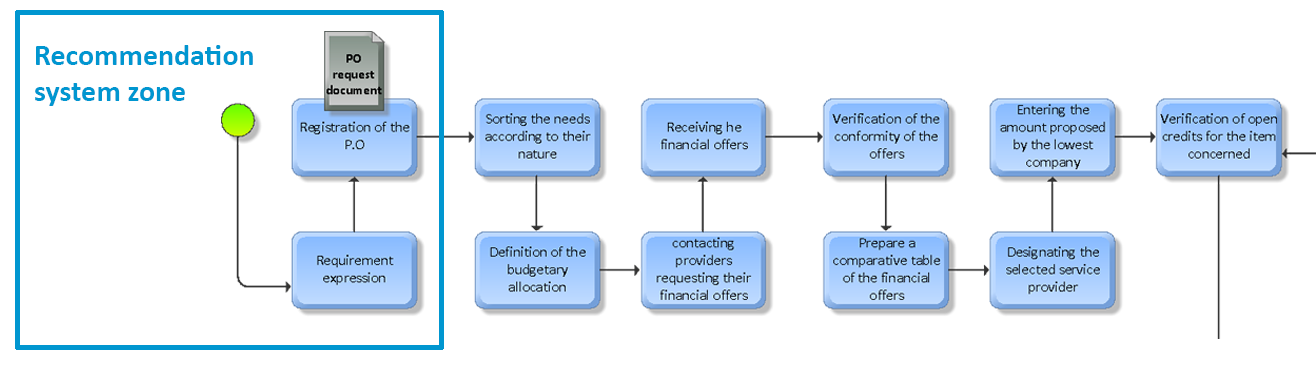 Recommendation
system zone
PO
request
document
Registration of the
P.O
Requirement
expression
Sorting the needs
according to their
nature
Definition of the
budgetary
allocation
contacting
providers
requesting their
financial offers
Receiving he
financial offers
Verification of the
conformity of the
offers
Prepare a
comparative table
of the financial
offers
Designating the
selected service
provider
Entering the
amount proposed
by the lowest
company
Verification of open
credits for the item
concerned